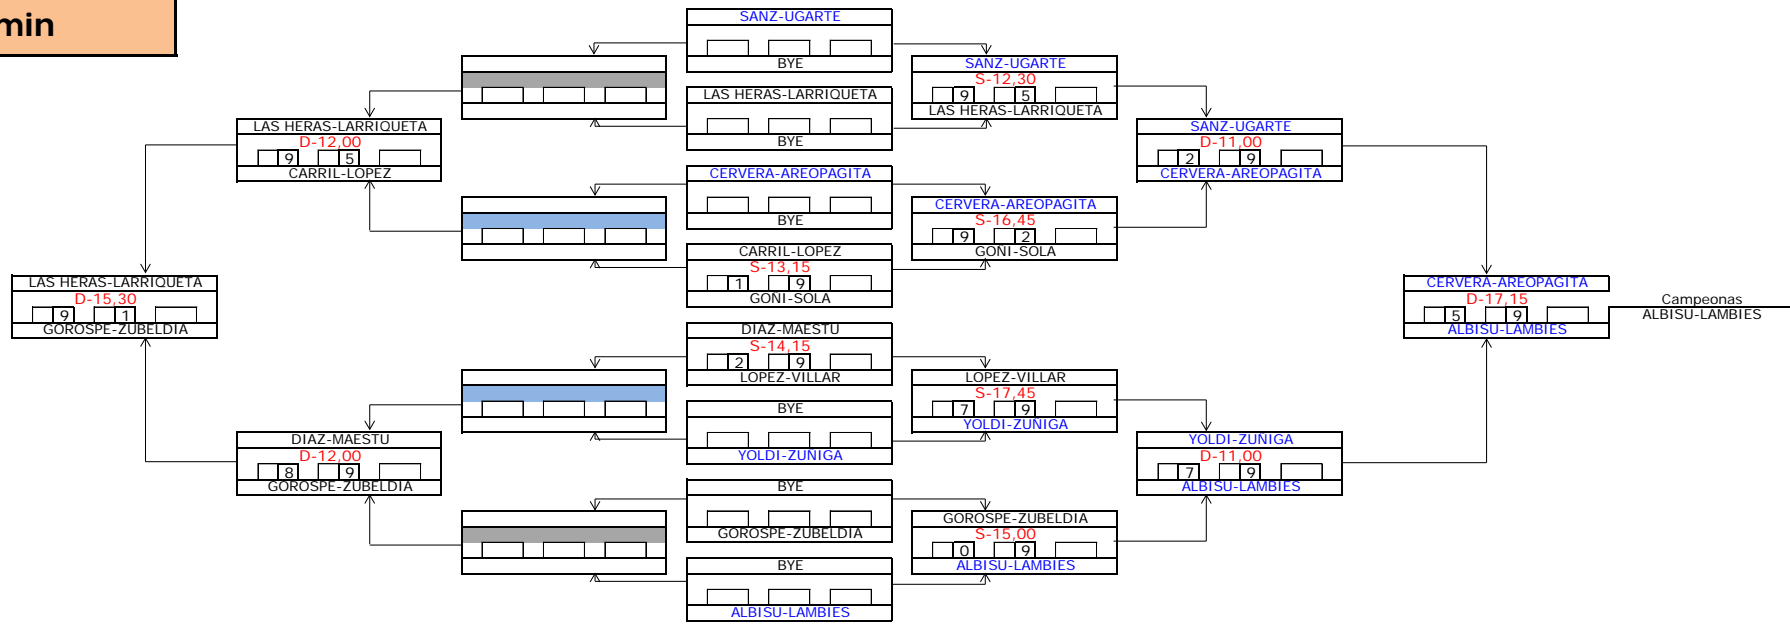 min
SANZ-UGARTE
BYE
LAS HERAS-LARRIQUETA
BYE
CERVERA-AREOPAGITA
BYE
CARRIL-LOPEZ
S-13,15
1 9
GOÑI-SOLA
DIAZ-MAESTU
S-14,15
2 9
LOPEZ-VILLAR
BYE
YOLDI-ZUÑIGA
BYE
GOROSPE-ZUBELDIA
BYE
ALBISU-LAMBIES
SANZ-UGARTE
S-12,30
9 5
LAS HERAS-LARRIQUETA
CERVERA-AREOPAGITA
S-16,45
9 2
GOÑI-SOLA
LOPEZ-VILLAR
S-17,45
7 9
YOLDI-ZUÑIGA
GOROSPE-ZUBELDIA
S-15,00
0 9
ALBISU-LAMBIES
SANZ-UGARTE
D-11,00
2 9
CERVERA-AREOPAGITA
YOLDI-ZUÑIGA
D-11,00
7 9
ALBISU-LAMBIES
CERVERA-AREOPAGITA
D-17,15
5 9
ALBISU-LAMBIES
Campeonas
ALBISU-LAMBIES
LAS HERAS-LARRIQUETA
D-12,00
9 5
CARRIL-LOPEZ
DIAZ-MAESTU
D-12,00
8 9
GOROSPE-ZUBELDIA
LAS HERAS-LARRIQUETA
D-15,30
9 1
GOROSPE-ZUBELDIA